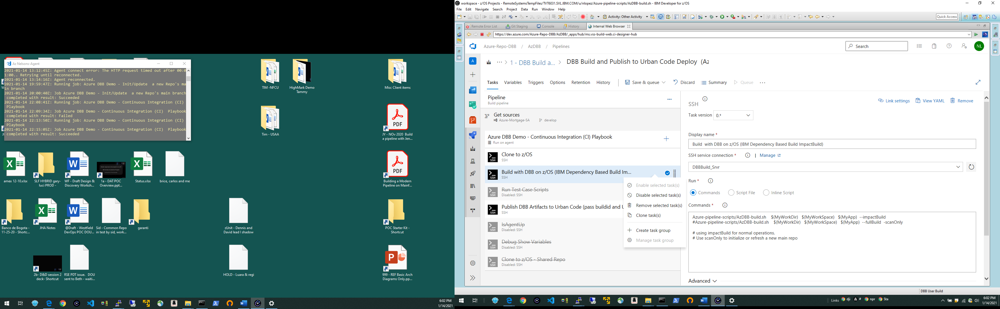 Az Nelsons-Agent
2021-01-14 13:12:45Z: Agent connect error: The HTTP request timed out after 00:0
1:00.. Retrying until reconnected.
2021-01-14 13:14:16Z: Agent reconnected.
2021-01-14 19:59:47Z: Running job: Azure DBB Demo - Init/Update  a new Repo's ma
in branch
2021-01-14 20:00:40Z: Job Azure DBB Demo - Init/Update  a new Repo's main branch
completed with result: Succeeded
2021-01-14 22:08:41Z: Running job: Azure DBB Demo - Continuous Integration (CI)
Playbook
2021-01-14 22:09:34Z: Job Azure DBB Demo - Continuous Integration (CI)  Playbook
completed with result: Failed
2021-01-14 22:13:50Z: Running job: Azure DBB Demo - Continuous Integration (CI)
Playbook
2021-01-14 22:15:05Z: Job Azure DBB Demo - Continuous Integration (CI)  Playbook
completed with result: Succeeded
TIM -NFCU
HighMark Demo
Tammy
Misc Client items
Tim - USAA
PDF
JY - NOv 2020  Build
a pipeline with Jen...
amex 12-10.xlsx
SLF HYBRID gary-
luci PROD -
WF - Draft Design &
Discovery Worksh...
1a - DAT POC
Overview.ppt...
Status.xlsx
brice, carlos and me
PDF
Building a Modern
Pipeline on Mainf...
Banco de Bogota -
11-25-20 - Shortc...
JHA Notes
@Draft - Westfield
DevOps POC DOU...
Sid - Common Repo
in test by sid, work...
garanti
zUnit - Dennis and
David lead I shadow
POC Starter Kit -
Shortcut
2b- D&D session 2
deck- Shortcut
RSE PDT issue.   DOU
sent to Beth - waiti...
HOLD - Luara & regi
999 - REF Basic Arch
Diagrams Only.pp...
6:02 PM
1/14/2021
workspace - z/OS Projects - RemoteSystemsTempFiles/TVT6031.SVL.IBM.COM/u/nlopez/Azure-pipeline-scripts/AzDBB-build.sh - IBM Developer for z/OS
File Edit Navigate Search Project Data Run Window Help
Activity: Other Activity
Quick Access
Remote Error List Git Staging Console History Internal Web Browser
https://dev.azure.com/Azure-Repo-DBB/AzDBB/_apps/hub/ms.vss-build-web.ci-designer-hub
Azure-Repo-DBB / AzDBB / Pipelines
Search
NL
A
··· > 1 - DBB Build a... > DBB Build and Publish to Urban Code Deploy  (Az
Tasks Variables Triggers Options Retention History | Save & queue Discard Summary Queue ···
Pipeline
Build pipeline
Get sources
Azure-Mortgage-SA develop
Azure DBB Demo - Continuous Integration (CI) Playbook
Run on agent
Clone to z/OS
SSH
Build with DBB on z/OS (IBM Dependency Based Build Im...
SSH
Run Test Case Scripts
Disabled: SSH
Publish DBB Artifacts to Urban Code (pass buildid and U
SSH
IsAgentUp
Disabled: SSH
Debug Show Variables
Disabled: SSH
Clone to z/OS - Shared Repo
Disabled: SSH
Enable selected task(s)
Disable selected task(s)
Remove selected task(s)
Clone task(s)
Create task group
Manage task group
SSH
Link settings View YAML Remove
Task version 0.*
Display name *
Build  with DBB on z/OS (IBM Dependency Based Build ImpactBuild)
SSH service connection * | Manage
DBBBuild_Srvr
Run *
Commands Script File Inline Script
Commands *
Azure-pipeline-scripts/AzDBB-build.sh   $(MyWorkDir)  $(MyWorkSpace)  $(MyApp)  --impactBuild
#Azure-pipeline-scripts/AzDBB-build.sh   $(MyWorkDir)  $(MyWorkSpace)  $(MyApp)  --fullBuild  -scanOnly
# using impactBuild for normal operations.
# Use scanOnly to initialize or refresh a new main repo
Advanced
DBB User Build
Links dji # npr Sta
6:02 PM
1/14/2021